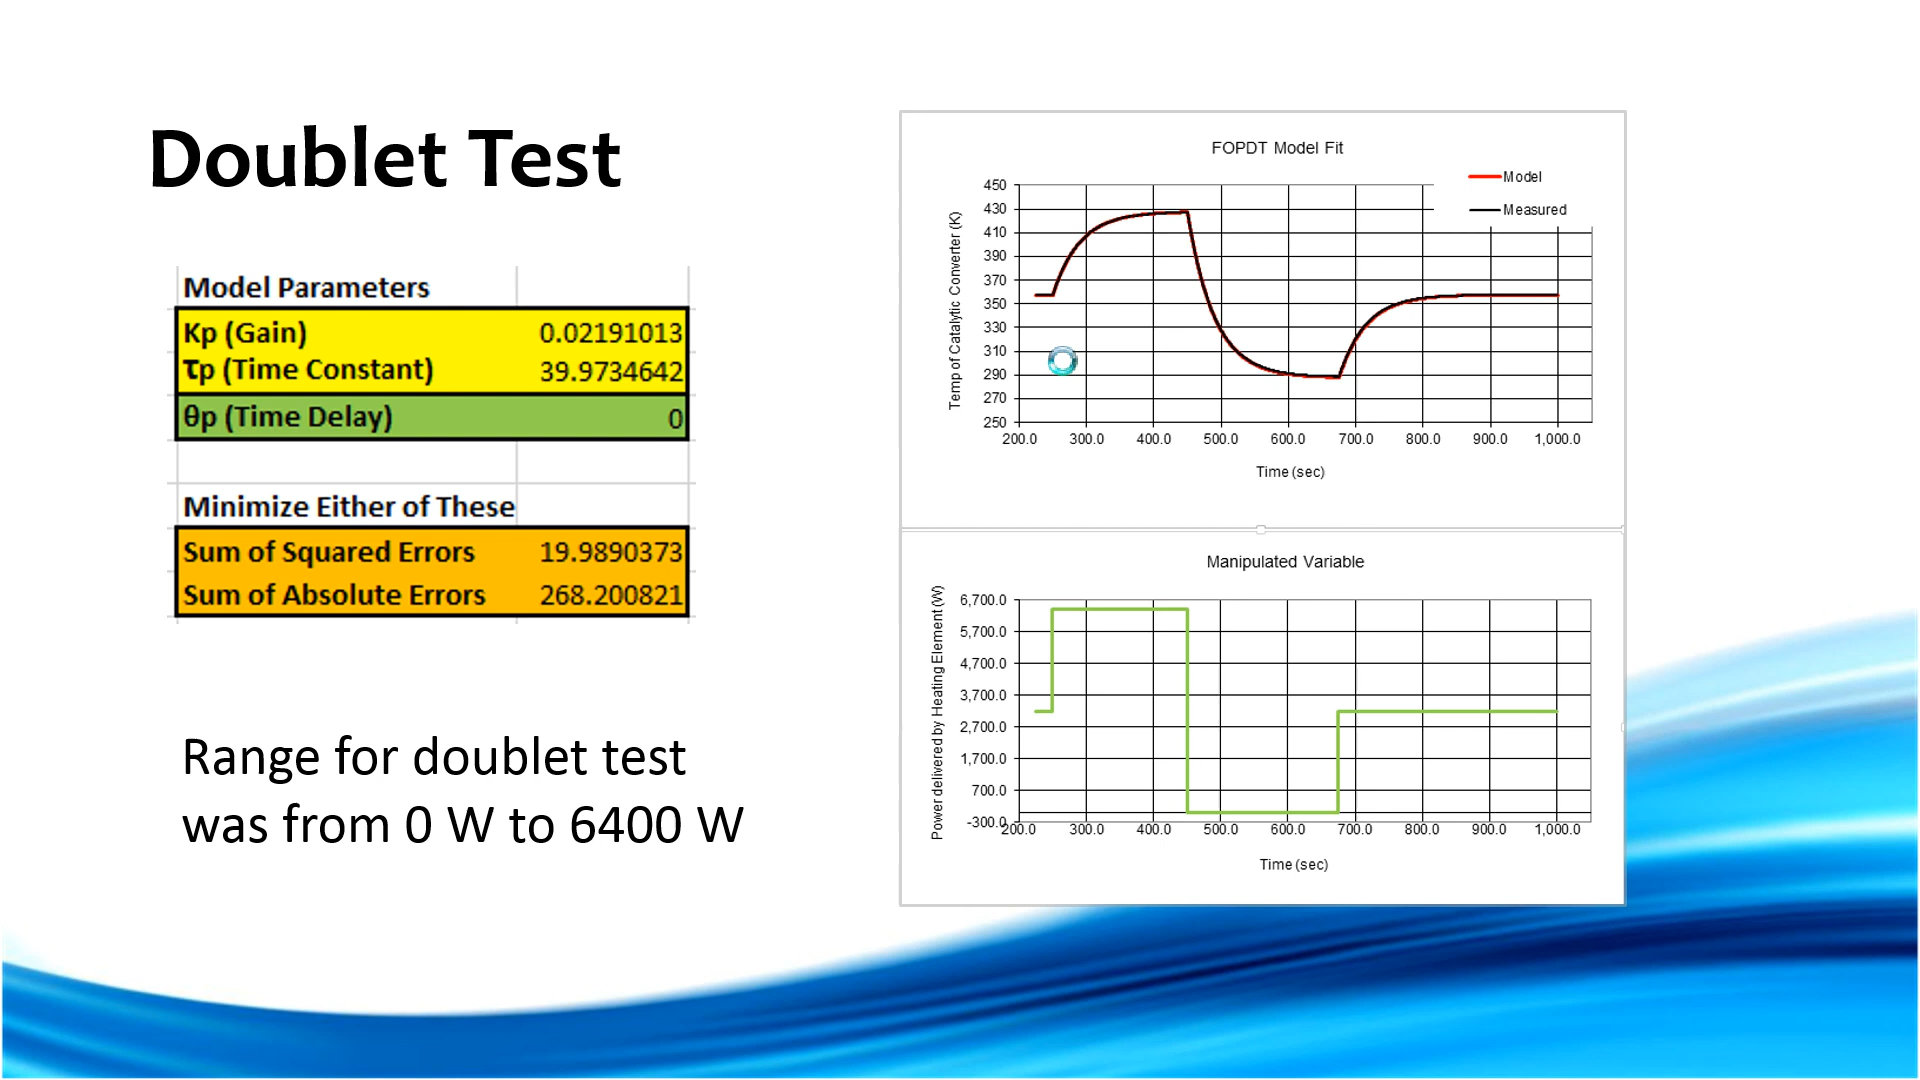 Doublet Test
Model Parameters
Kp (Gain) 0.02191013
τp (Time Constant) 39.9734642
θp (Time Delay) 0
Minimize Either of These
Sum of Squared Errors 19.9890373
Sum of Absolute Errors 268.200821
Range for doublet test
was from 0 W to 6400 W
FOPDT Model Fit
Model
Measured
Temp of Catalytic Converter (K)
450
430
410
390
370
350
330
310
290
270
250
200.0 300.0 400.0 500.0 600.0 700.0 800.0 900.0 1,000.0
Time (sec)
Manipulated Variable
Power delivered by Heating Element (W)
6,700.0
5,700.0
4,700.0
3,700.0
2,700.0
1,700.0
700.0
-300.0
200.0 300.0 400.0 500.0 600.0 700.0 800.0 900.0 1,000.0
Time (sec)